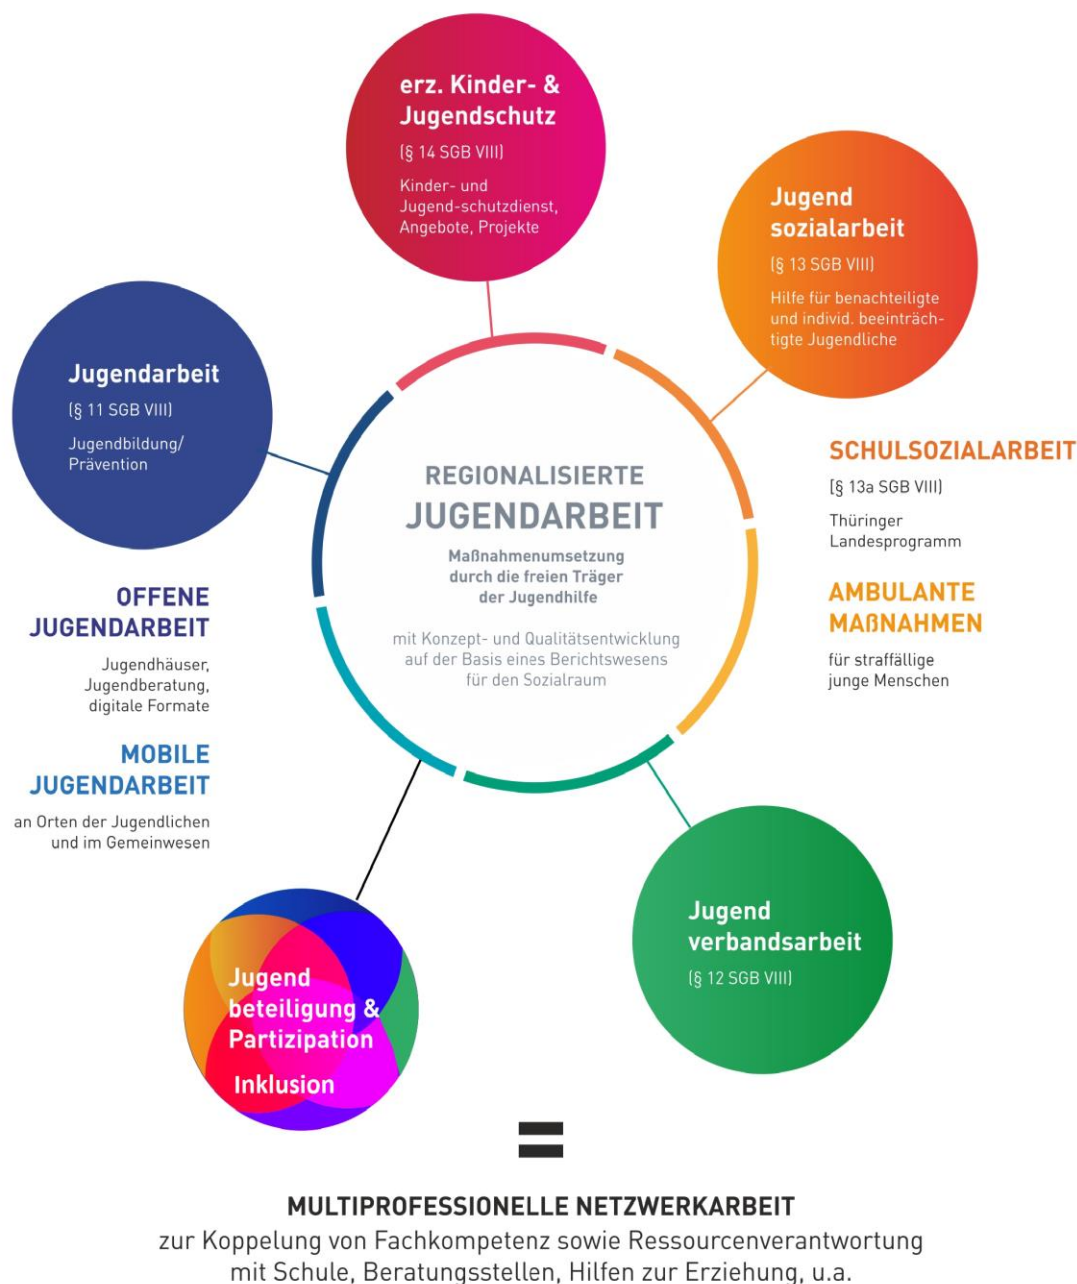 erz. Kinder- &
Jugendschutz
(§ 14 SGB VIII)
Kinder- und
Jugend-schutzdienst,
Angebote, Projekte
Jugend
sozialarbeit
(§ 13 SGB VIII)
Hilfe für benachteiligte
und individ. beeinträch-
tigte Jugendliche
Jugendarbeit
(§ 11 SGB VIII)
Jugendbildung/
Prävention
REGIONALISIERTE
JUGENDARBEIT
Maßnahmenumsetzung
durch die freien Träger
der Jugendhilfe
mit Konzept- und Qualitätsentwicklung
auf der Basis eines Berichtswesens
für den Sozialraum
SCHULSOZIALARBEIT
(§ 13a SGB VIII)
Thüringer
Landesprogramm
AMBULANTE
MAßNAHMEN
für straffällige
junge Menschen
OFFENE
JUGENDARBEIT
Jugendhäuser,
Jugendberatung,
digitale Formate
MOBILE
JUGENDARBEIT
an Orten der Jugendlichen
und im Gemeinwesen
Jugend
verbandsarbeit
(§ 12 SGB VIII)
Jugend
beteiligung &
Partizipation
Inklusion
=
MULTIPROFESSIONELLE NETZWERKARBEIT
zur Koppelung von Fachkompetenz sowie Ressourcenverantwortung
mit Schule, Beratungsstellen, Hilfen zur Erziehung, u.a.